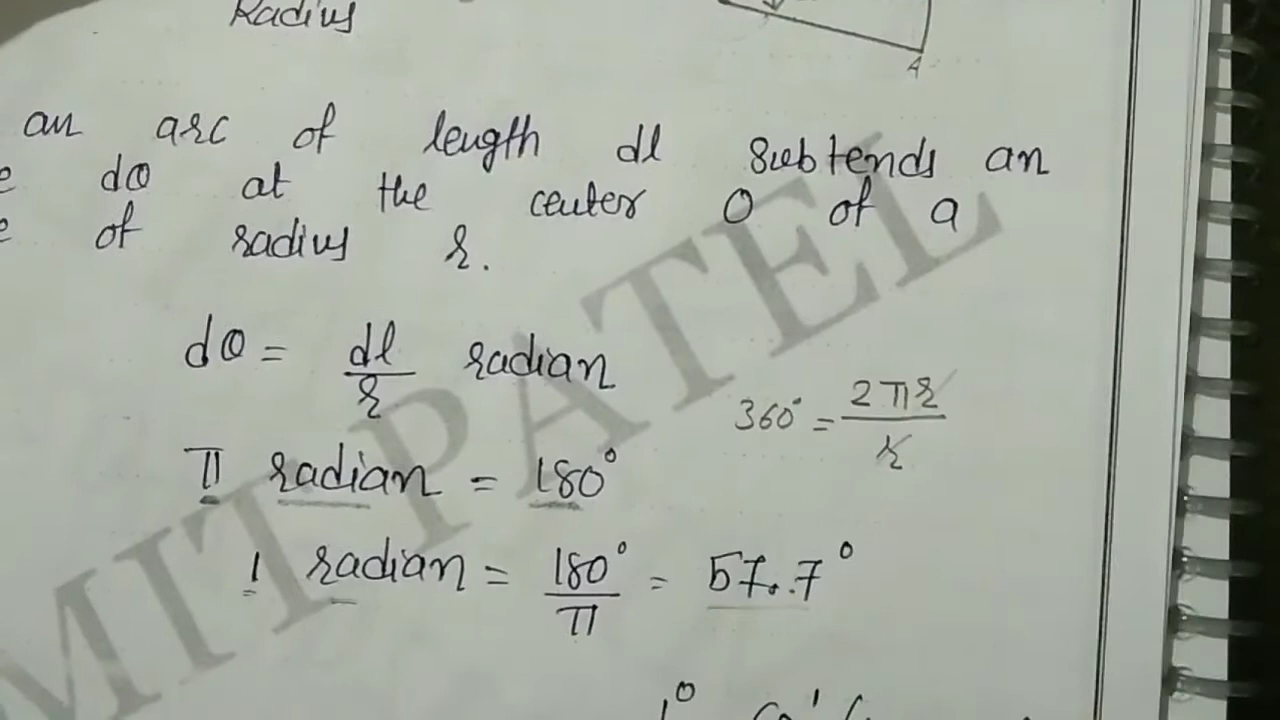 Radius
A
an arc of length dl subtends an
e dθ at the center O of a
e of radius r.
dθ = dl/r radian
360° = 2πr/r
π radian = 180°
1 radian = 180°/π = 57.7°
1°
MIT PATEL